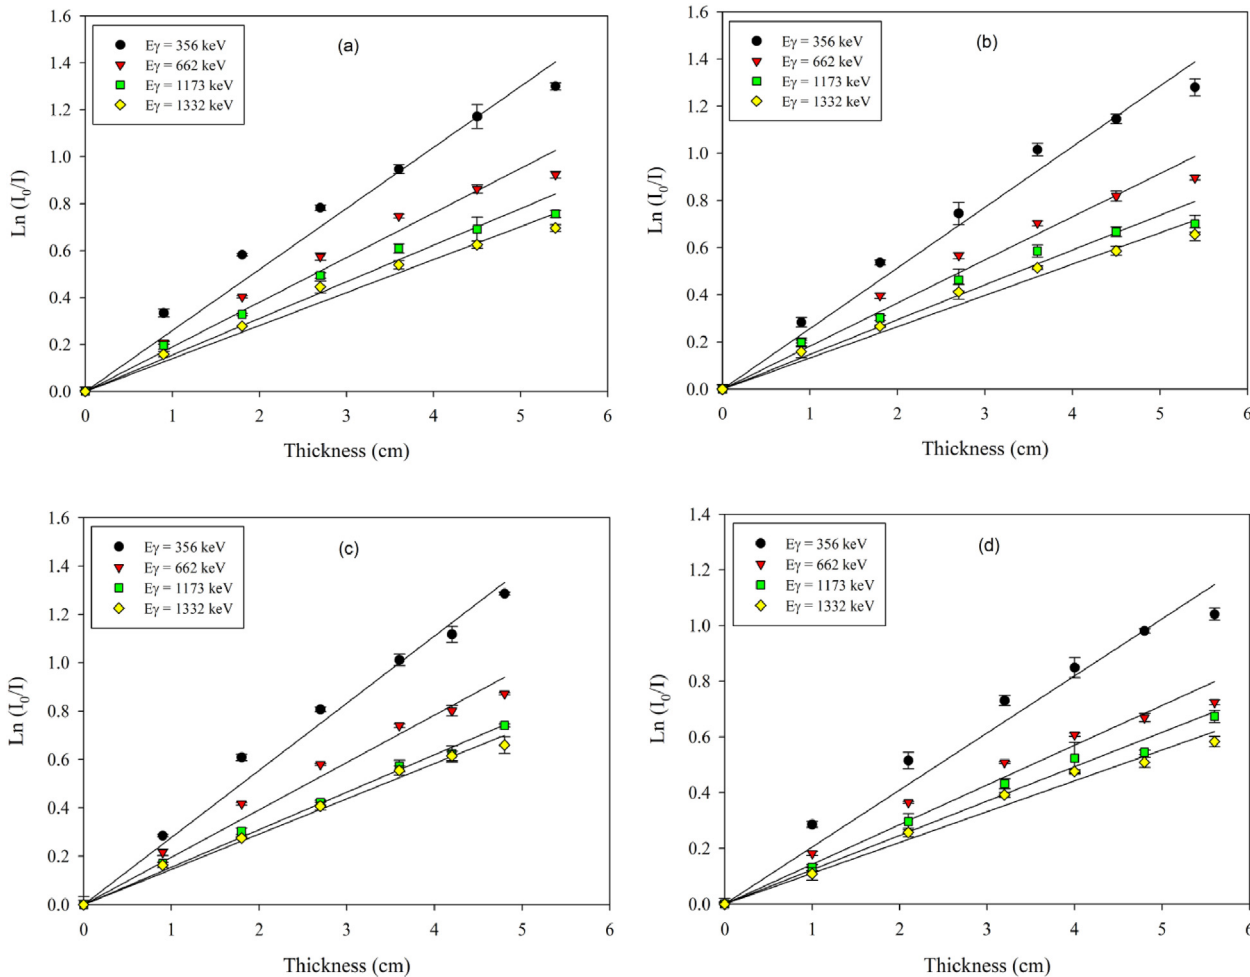 1.6
1.4
1.2
1.0
0.8
0.6
0.4
0.2
0.0
Ln (I₀/I)
Eγ = 356 keV
Eγ = 662 keV
Eγ = 1173 keV
Eγ = 1332 keV
(a)
0 1 2 3 4 5 6
Thickness (cm)
1.6
1.4
1.2
1.0
0.8
0.6
0.4
0.2
0.0
Ln (I₀/I)
Eγ = 356 keV
Eγ = 662 keV
Eγ = 1173 keV
Eγ = 1332 keV
(b)
0 1 2 3 4 5 6
Thickness (cm)
1.6
1.4
1.2
1.0
0.8
0.6
0.4
0.2
0.0
Ln (I₀/I)
Eγ = 356 keV
Eγ = 662 keV
Eγ = 1173 keV
Eγ = 1332 keV
(c)
0 1 2 3 4 5 6
Thickness (cm)
1.4
1.2
1.0
0.8
0.6
0.4
0.2
0.0
Ln (I₀/I)
Eγ = 356 keV
Eγ = 662 keV
Eγ = 1173 keV
Eγ = 1332 keV
(d)
0 1 2 3 4 5 6
Thickness (cm)